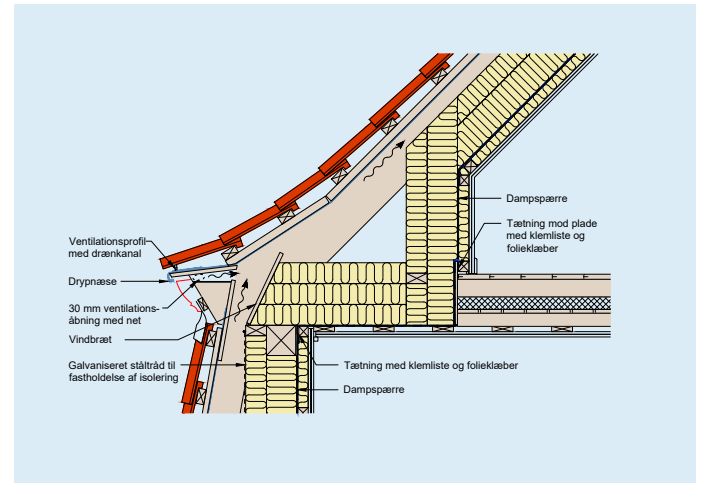 Ventilationsprofil
med drænkanal
Drypnæse
30 mm ventilations-
åbning med net
Vindbræt
Galvaniseret ståltråd til
fastholdelse af isolering
Dampspærre
Tætning mod plade
med klemliste og
folieklæber
Tætning med klemliste og folieklæber
Dampspærre